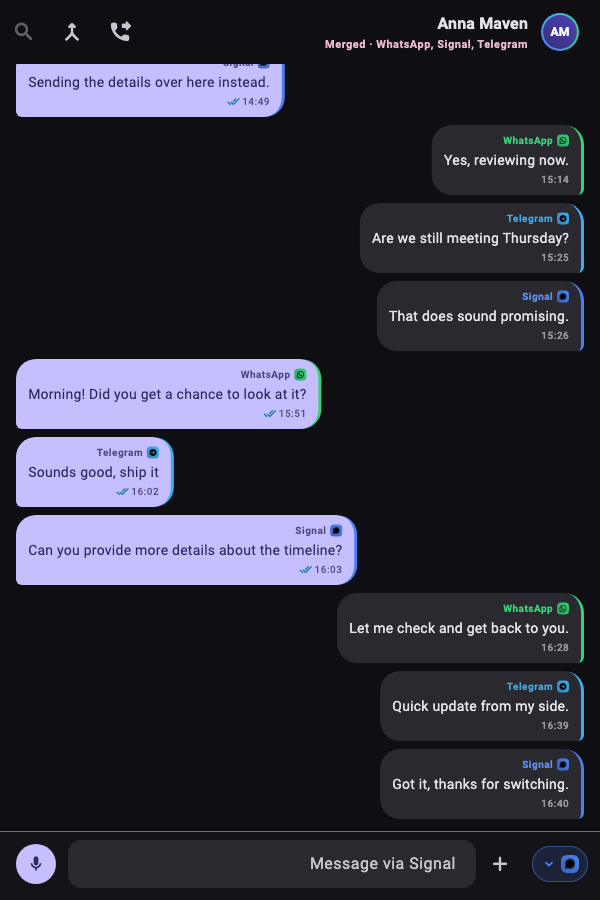 Anna Maven
Merged · WhatsApp, Signal, Telegram
AM
Signal
Sending the details over here instead.
14:49
WhatsApp
Yes, reviewing now.
15:14
Telegram
Are we still meeting Thursday?
15:25
Signal
That does sound promising.
15:26
WhatsApp
Morning! Did you get a chance to look at it?
15:51
Telegram
Sounds good, ship it
16:02
Signal
Can you provide more details about the timeline?
16:03
WhatsApp
Let me check and get back to you.
16:28
Telegram
Quick update from my side.
16:39
Signal
Got it, thanks for switching.
16:40
Message via Signal